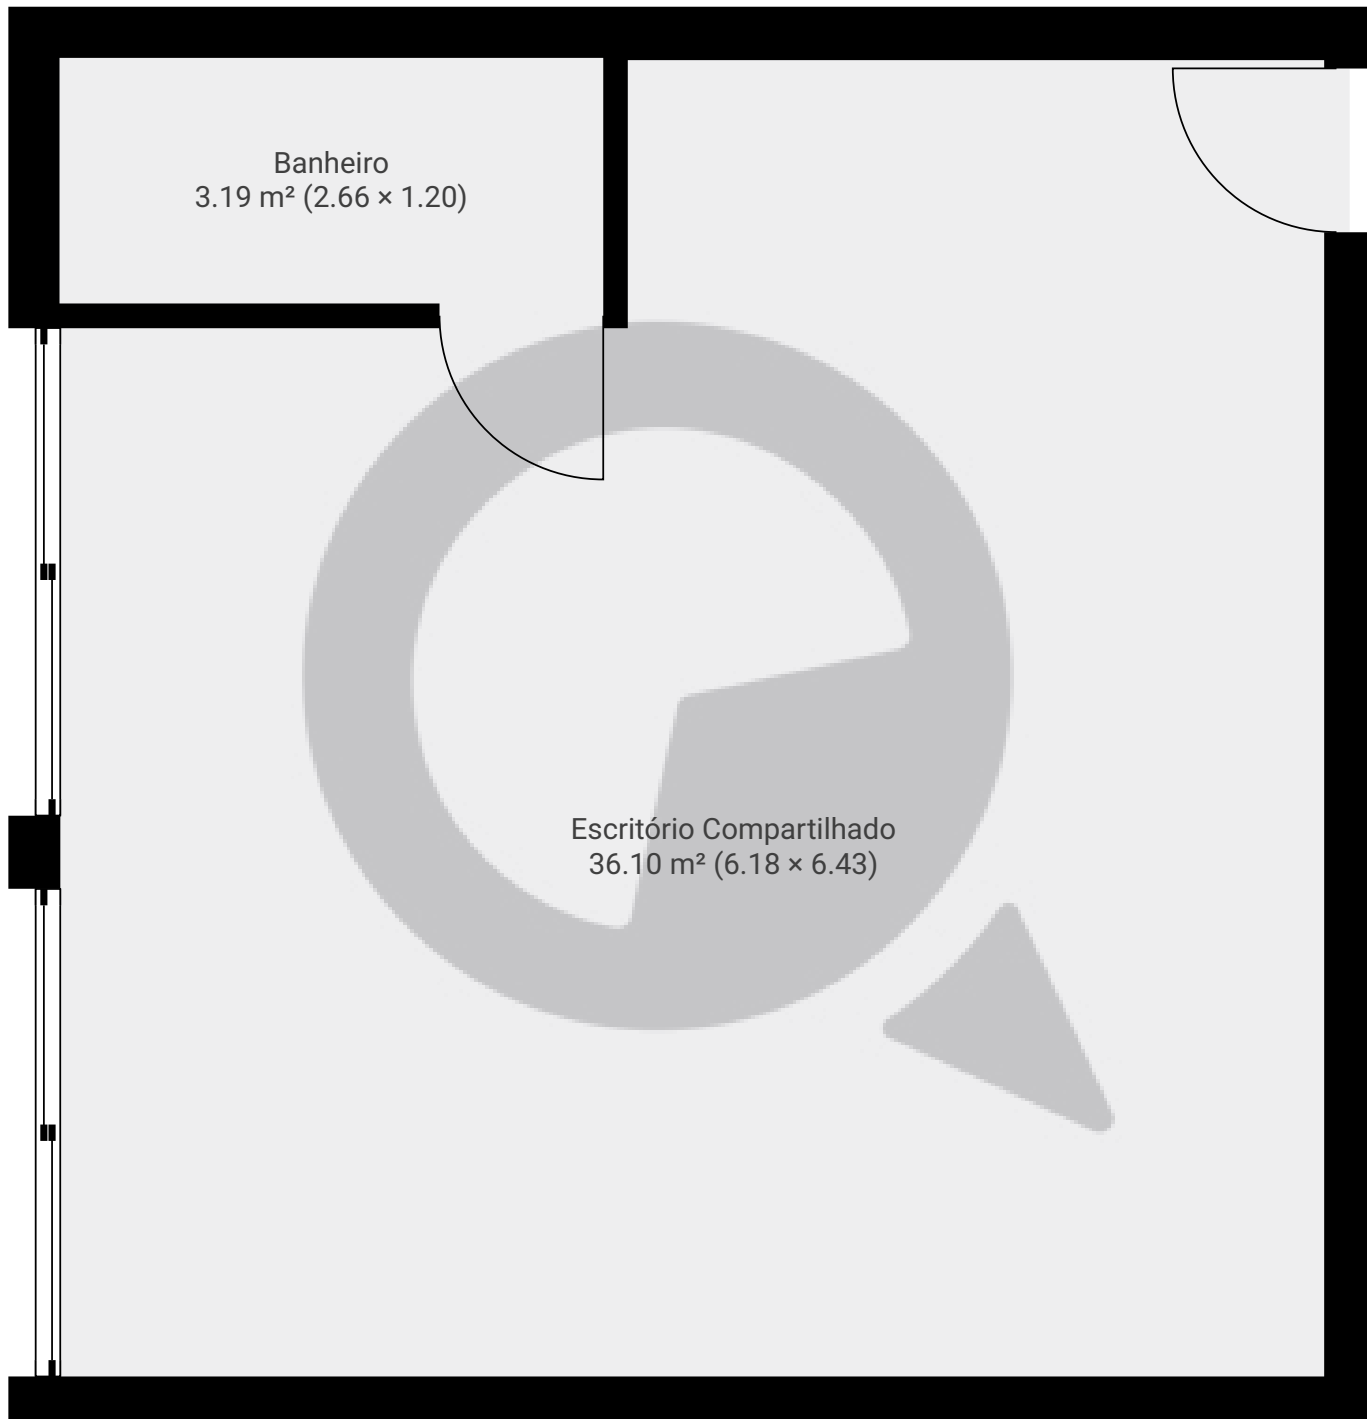 Banheiro
3.19 m² (2.66 × 1.20)
Escritório Compartilhado
36.10 m² (6.18 × 6.43)